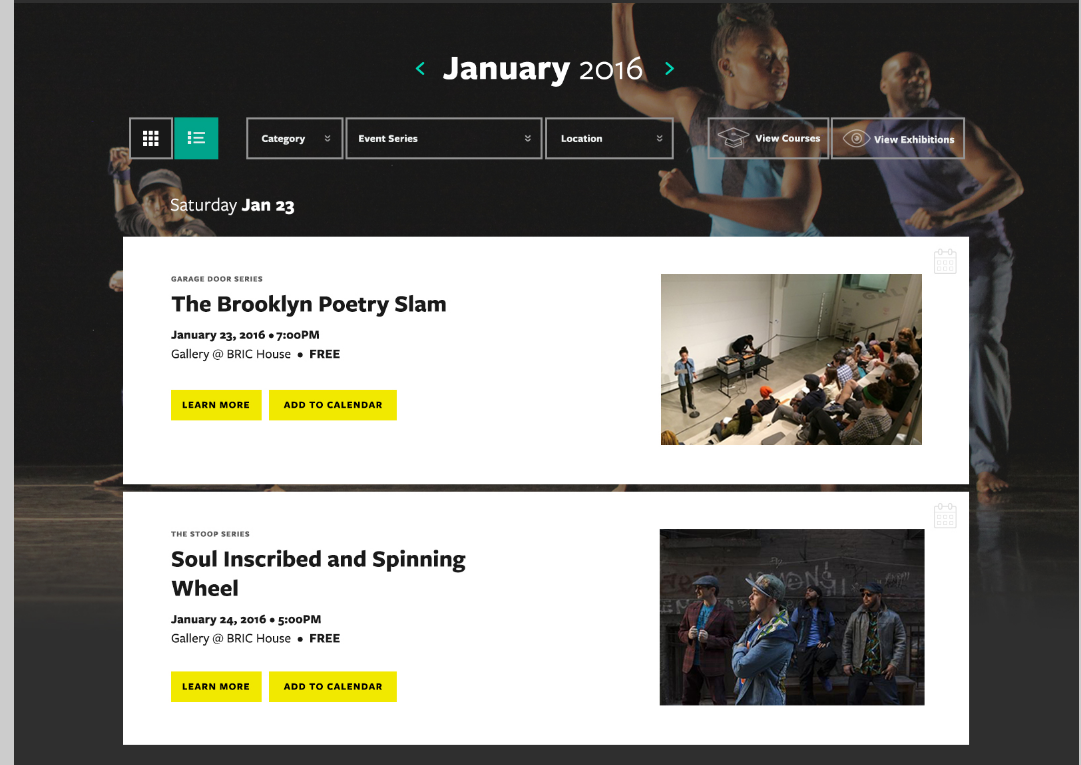 January 2016
Category
Event Series
Location
View Courses
View Exhibitions
Saturday Jan 23
GARAGE DOOR SERIES
The Brooklyn Poetry Slam
January 23, 2016 • 7:00PM
Gallery @ BRIC House • FREE
LEARN MORE
ADD TO CALENDAR
THE STOOP SERIES
Soul Inscribed and Spinning
Wheel
January 24, 2016 • 5:00PM
Gallery @ BRIC House • FREE
LEARN MORE
ADD TO CALENDAR